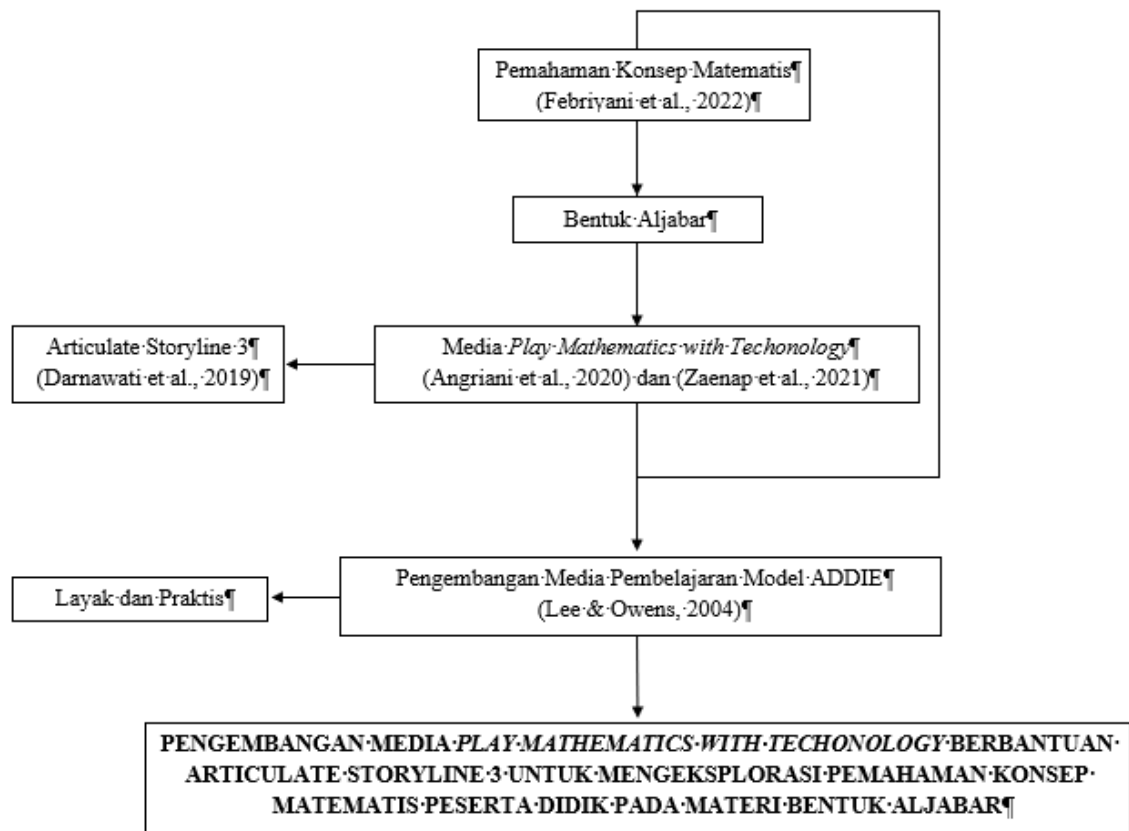 Pemahaman·Konsep·Matematis¶
(Febriyani·et·al.,·2022)¶
Bentuk·Aljabar¶
Articulate·Storyline·3¶
(Darnawati·et·al.,·2019)¶
Media·Play·Mathematics·with·Techonology¶
(Angriani·et·al.,·2020)·dan·(Zaenap·et·al.,·2021)¶
Pengembangan·Media·Pembelajaran·Model·ADDIE¶
(Lee·&·Owens,·2004)¶
Layak·dan·Praktis¶
PENGEMBANGAN·MEDIA·PLAY·MATHEMATICS·WITH·TECHONOLOGY·BERBANTUAN·
ARTICULATE·STORYLINE·3·UNTUK·MENGEKSPLORASI·PEMAHAMAN·KONSEP·
MATEMATIS·PESERTA·DIDIK·PADA·MATERI·BENTUK·ALJABAR¶